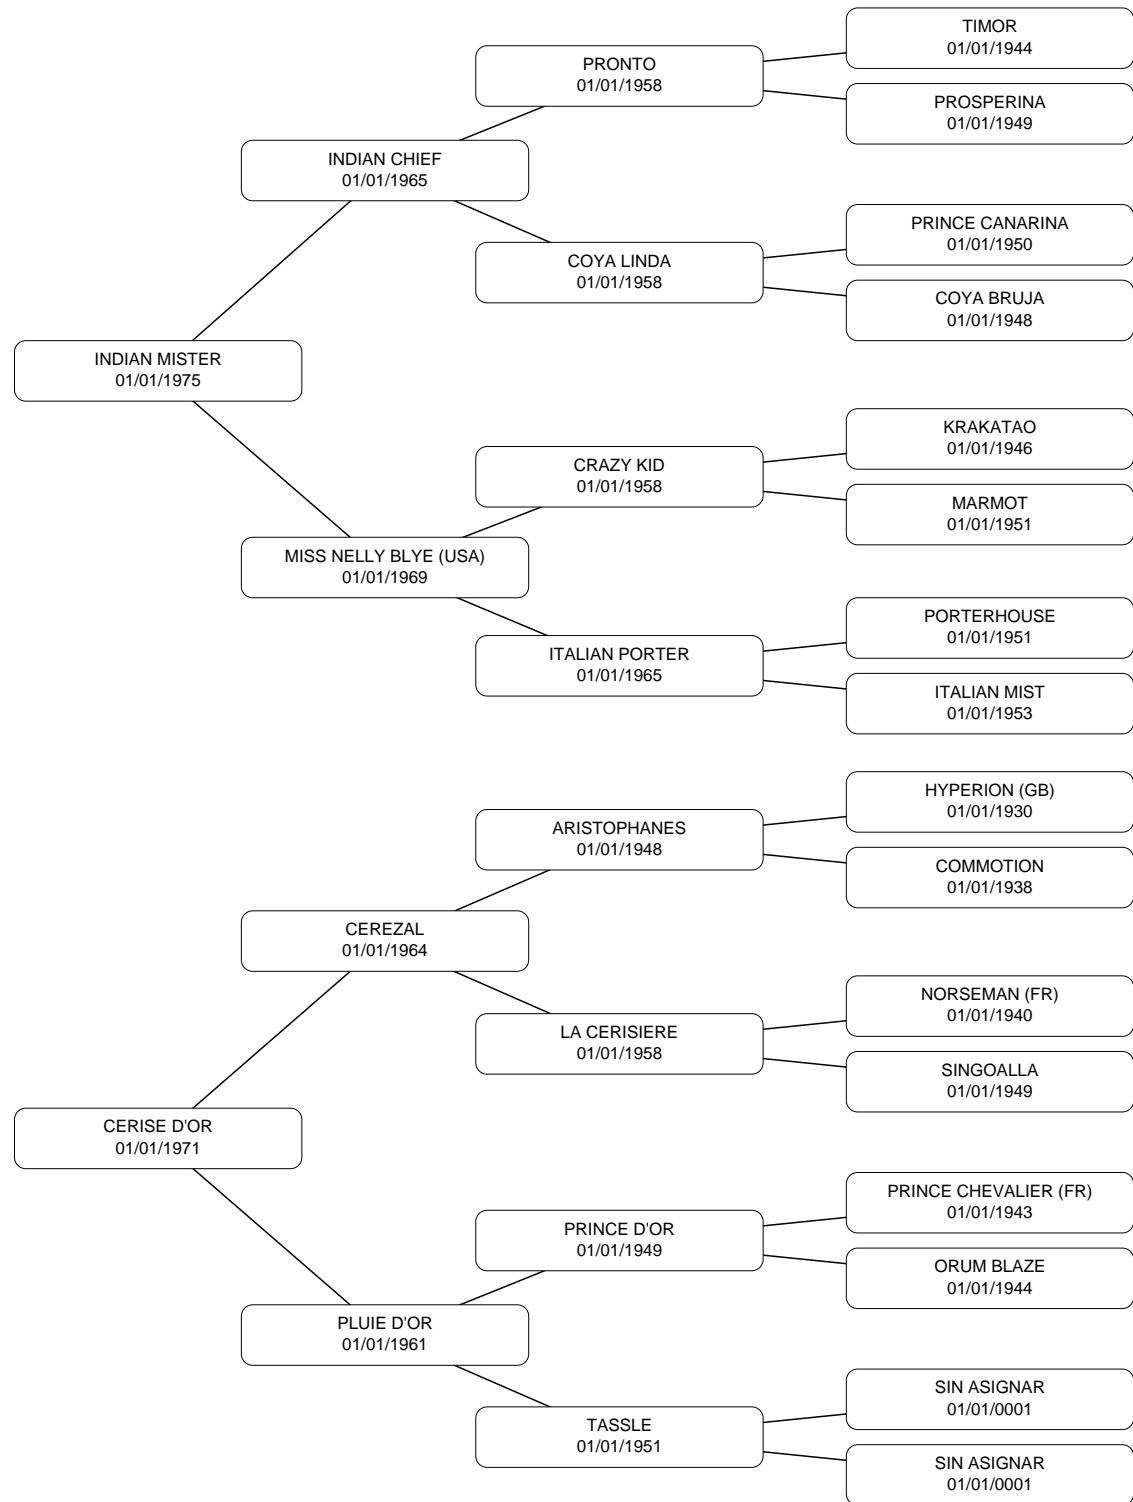 TIMOR
01/01/1944
PRONTO
01/01/1958
PROSPERINA
01/01/1949
INDIAN CHIEF
01/01/1965
PRINCE CANARINA
01/01/1950
COYA LINDA
01/01/1958
COYA BRUJA
01/01/1948
INDIAN MISTER
01/01/1975
KRAKATAO
01/01/1946
CRAZY KID
01/01/1958
MARMOT
01/01/1951
MISS NELLY BLYE (USA)
01/01/1969
PORTERHOUSE
01/01/1951
ITALIAN PORTER
01/01/1965
ITALIAN MIST
01/01/1953
HYPERION (GB)
01/01/1930
ARISTOPHANES
01/01/1948
COMMOTION
01/01/1938
CEREZAL
01/01/1964
NORSEMAN (FR)
01/01/1940
LA CERISIERE
01/01/1958
SINGOALLA
01/01/1949
CERISE D'OR
01/01/1971
PRINCE CHEVALIER (FR)
01/01/1943
PRINCE D'OR
01/01/1949
ORUM BLAZE
01/01/1944
PLUIE D'OR
01/01/1961
SIN ASIGNAR
01/01/0001
TASSLE
01/01/1951
SIN ASIGNAR
01/01/0001